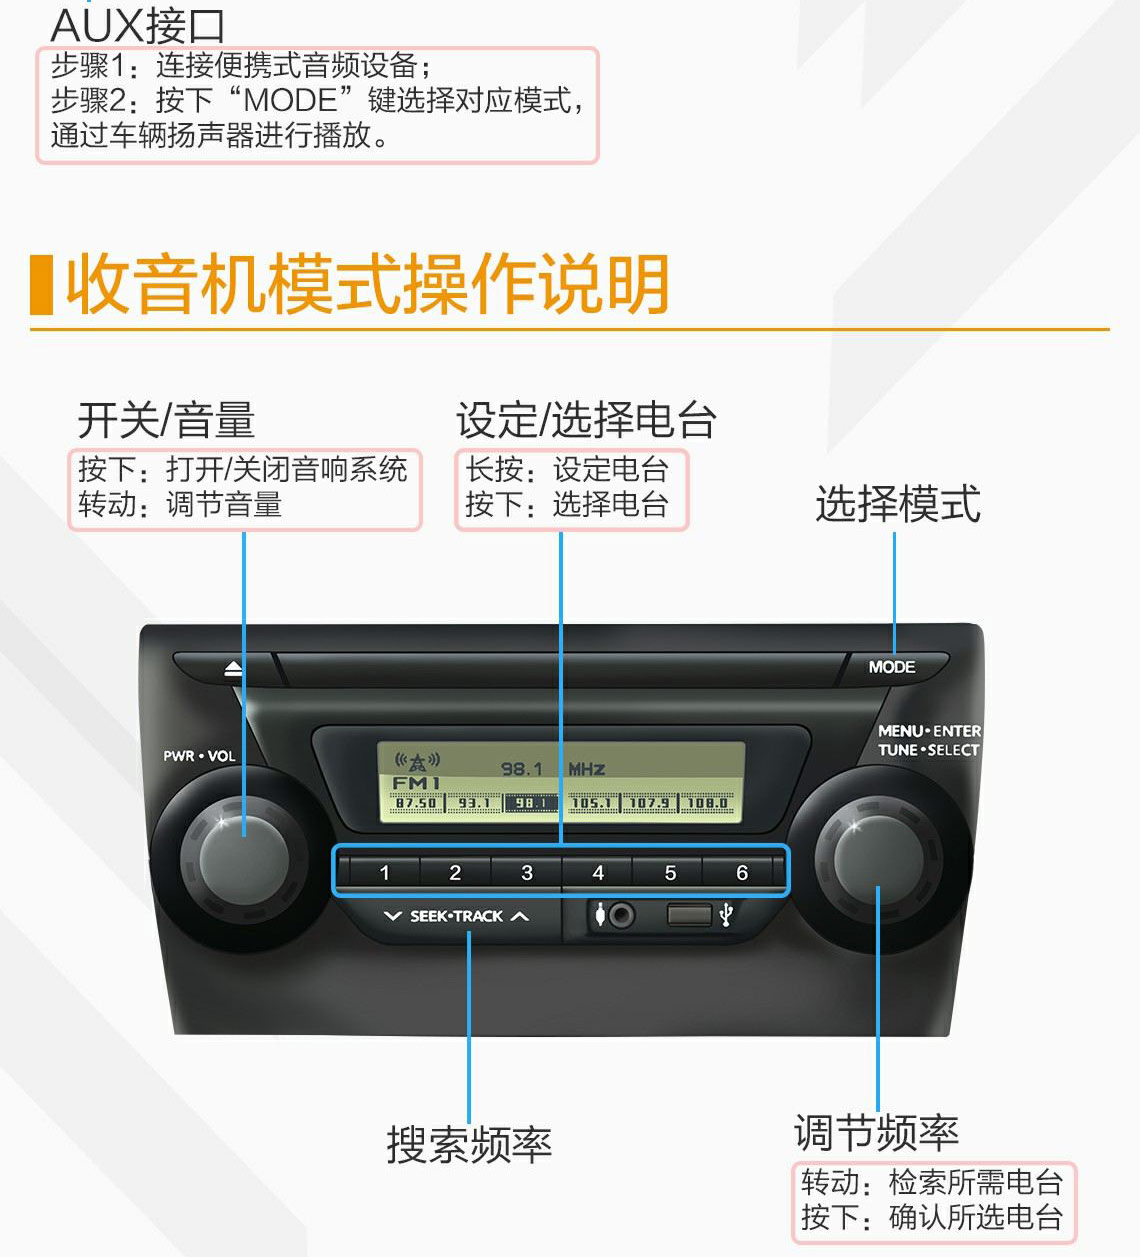 AUX接口
步骤1：连接便携式音频设备；
步骤2：按下“MODE”键选择对应模式，
通过车辆扬声器进行播放。
收音机模式操作说明
开关/音量
按下：打开/关闭音响系统
转动：调节音量
设定/选择电台
长按：设定电台
按下：选择电台
选择模式
MODE
PWR•VOL
MENU•ENTER
TUNE•SELECT
98.1 MHz
FM1
87.50 93.1 98.1 105.1 107.9 108.0
1 2 3 4 5 6
SEEK•TRACK
搜索频率
调节频率
转动：检索所需电台
按下：确认所选电台